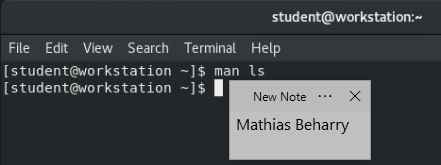 student@workstation:~
File Edit View Search Terminal Help
[student@workstation ~]$ man ls
[student@workstation ~]$
New Note
Mathias Beharry